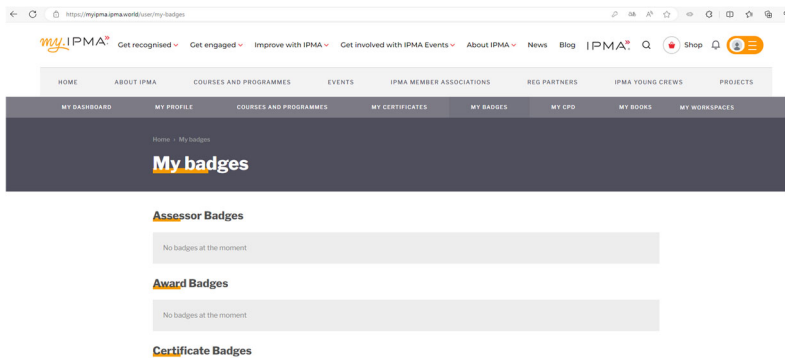 https://myipma.ipma.world/user/my-badges
my.IPMA Get recognised Get engaged Improve with IPMA Get involved with IPMA Events About IPMA News Blog IPMA Shop
HOME ABOUT IPMA COURSES AND PROGRAMMES EVENTS IPMA MEMBER ASSOCIATIONS REG PARTNERS IPMA YOUNG CREWS PROJECTS
MY DASHBOARD MY PROFILE COURSES AND PROGRAMMES MY CERTIFICATES MY BADGES MY CPD MY BOOKS MY WORKSPACES
Home › My badges
My badges
Assessor Badges
No badges at the moment
Award Badges
No badges at the moment
Certificate Badges